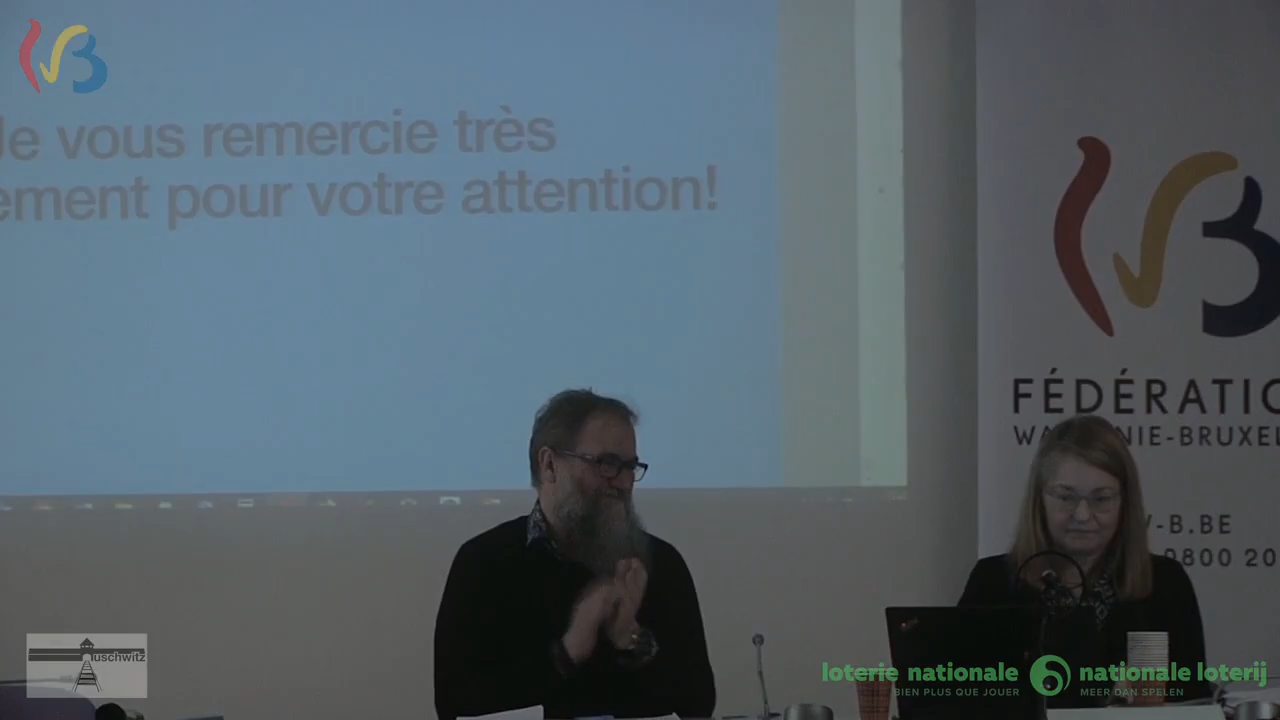 Je vous remercie très
ement pour votre attention!
FÉDÉRATIO
WA NIE-BRUXEL
-B.BE
0800 20
uschwitz
loterie nationale
BIEN PLUS QUE JOUER
nationale loterij
MEER DAN SPELEN